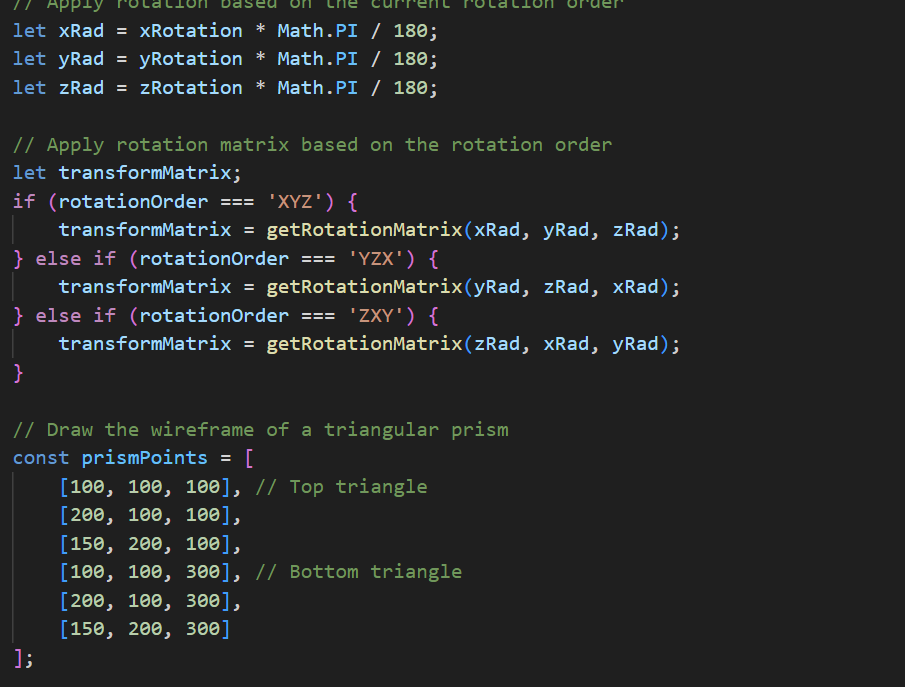 // Apply rotation based on the current rotation order
let xRad = xRotation * Math.PI / 180;
let yRad = yRotation * Math.PI / 180;
let zRad = zRotation * Math.PI / 180;

// Apply rotation matrix based on the rotation order
let transformMatrix;
if (rotationOrder === 'XYZ') {
    transformMatrix = getRotationMatrix(xRad, yRad, zRad);
} else if (rotationOrder === 'YZX') {
    transformMatrix = getRotationMatrix(yRad, zRad, xRad);
} else if (rotationOrder === 'ZXY') {
    transformMatrix = getRotationMatrix(zRad, xRad, yRad);
}

// Draw the wireframe of a triangular prism
const prismPoints = [
    [100, 100, 100], // Top triangle
    [200, 100, 100],
    [150, 200, 100],
    [100, 100, 300], // Bottom triangle
    [200, 100, 300],
    [150, 200, 300]
];